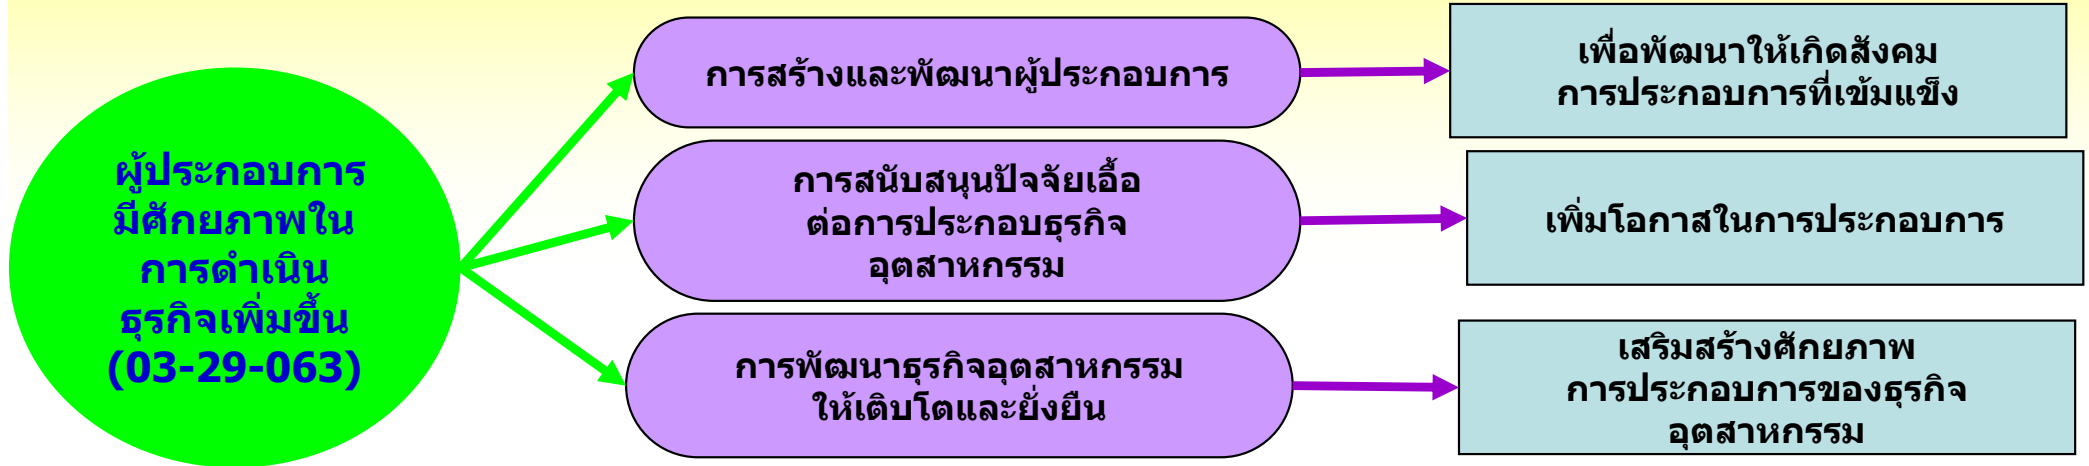 ผู้ประกอบการ
มีศักยภาพใน
การดำเนิน
ธุรกิจเพิ่มขึ้น
(03-29-063)
การสร้างและพัฒนาผู้ประกอบการ
เพื่อพัฒนาให้เกิดสังคม
การประกอบการที่เข้มแข็ง
การสนับสนุนปัจจัยเอื้อ
ต่อการประกอบธุรกิจ
อุตสาหกรรม
เพิ่มโอกาสในการประกอบการ
การพัฒนาธุรกิจอุตสาหกรรม
ให้เติบโตและยั่งยืน
เสริมสร้างศักยภาพ
การประกอบการของธุรกิจ
อุตสาหกรรม